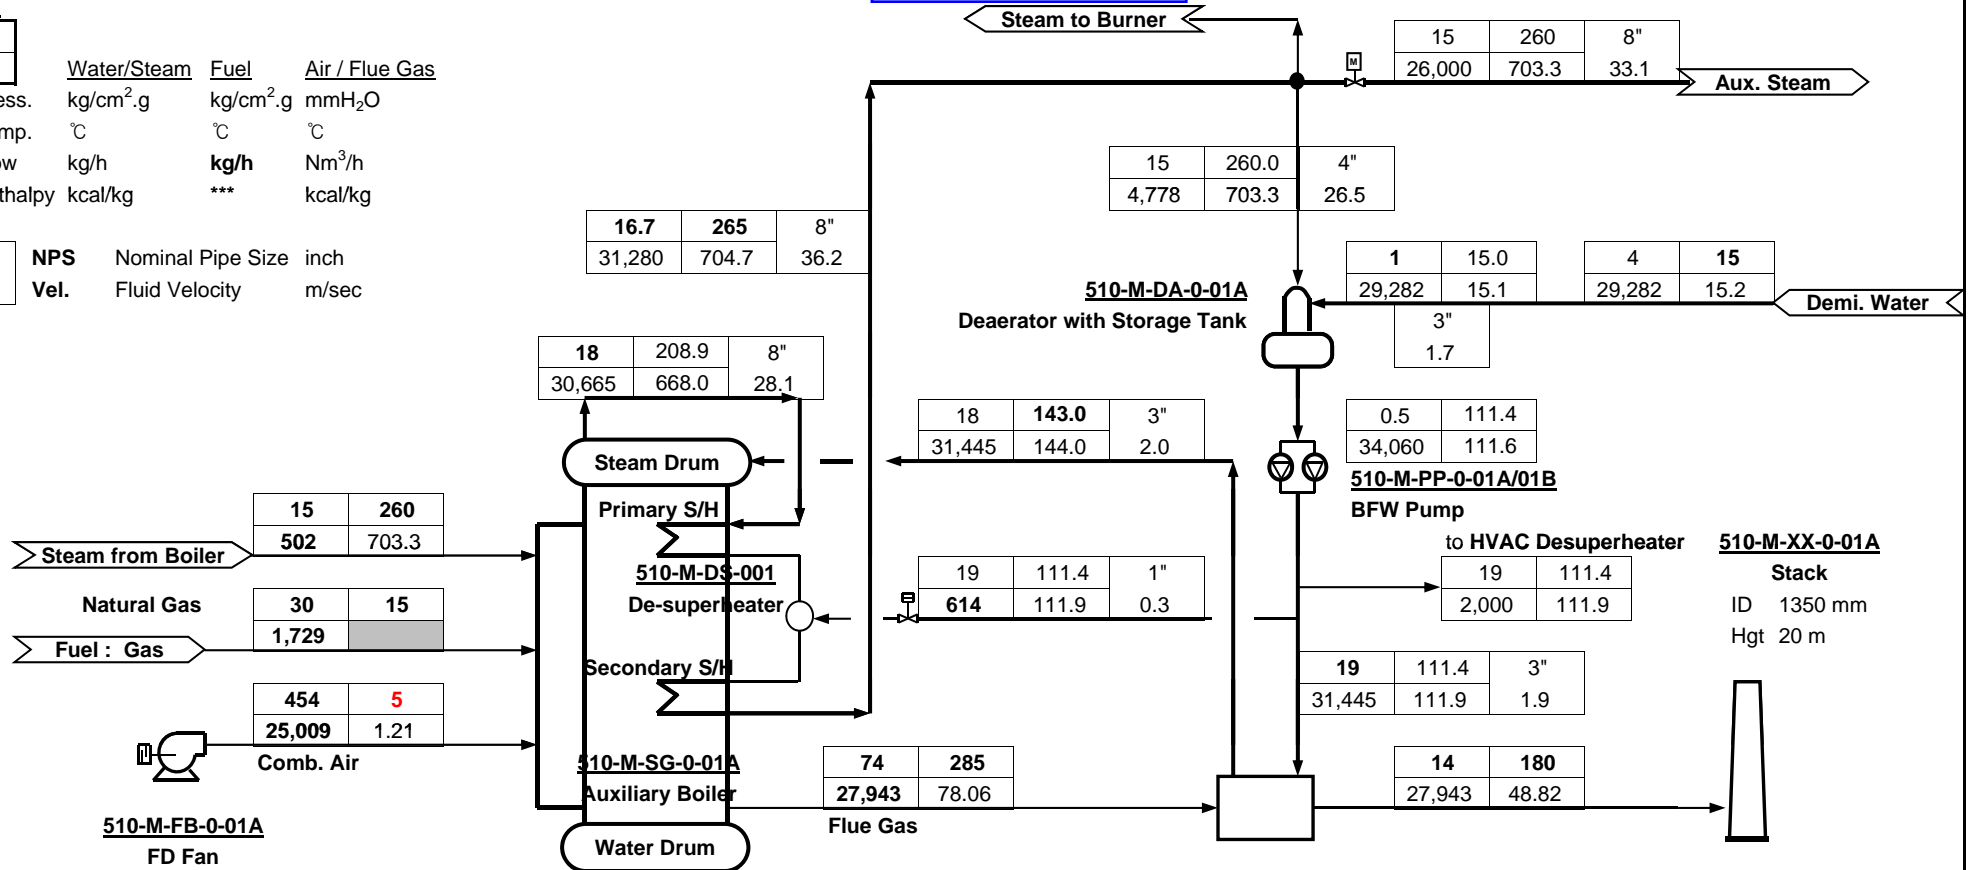 Steam to Burner
15 260 8"
26,000 703.3 33.1
M
Aux. Steam
Water/Steam Fuel Air / Flue Gas
ess. kg/cm2.g kg/cm2.g mmH2O
mp. ℃ ℃ ℃
ow kg/h kg/h Nm3/h
thalpy kcal/kg *** kcal/kg
NPS Nominal Pipe Size inch
Vel. Fluid Velocity m/sec
15 260.0 4"
4,778 703.3 26.5
16.7 265 8"
31,280 704.7 36.2
1 15.0
29,282 15.1
3"
1.7
4 15
29,282 15.2
Demi. Water
510-M-DA-0-01A
Deaerator with Storage Tank
18 208.9 8"
30,665 668.0 28.1
18 143.0 3"
31,445 144.0 2.0
0.5 111.4
34,060 111.6
510-M-PP-0-01A/01B
BFW Pump
Steam Drum
Primary S/H
15 260
502 703.3
Steam from Boiler
510-M-DS-001
De-superheater
19 111.4 1"
614 111.9 0.3
to HVAC Desuperheater
19 111.4
2,000 111.9
510-M-XX-0-01A
Stack
ID 1350 mm
Hgt 20 m
Natural Gas
30 15
1,729
Fuel : Gas
Secondary S/H
19 111.4 3"
31,445 111.9 1.9
454 5
25,009 1.21
Comb. Air
510-M-SG-0-01A
Auxiliary Boiler
74 285
27,943 78.06
Flue Gas
14 180
27,943 48.82
510-M-FB-0-01A
FD Fan
Water Drum